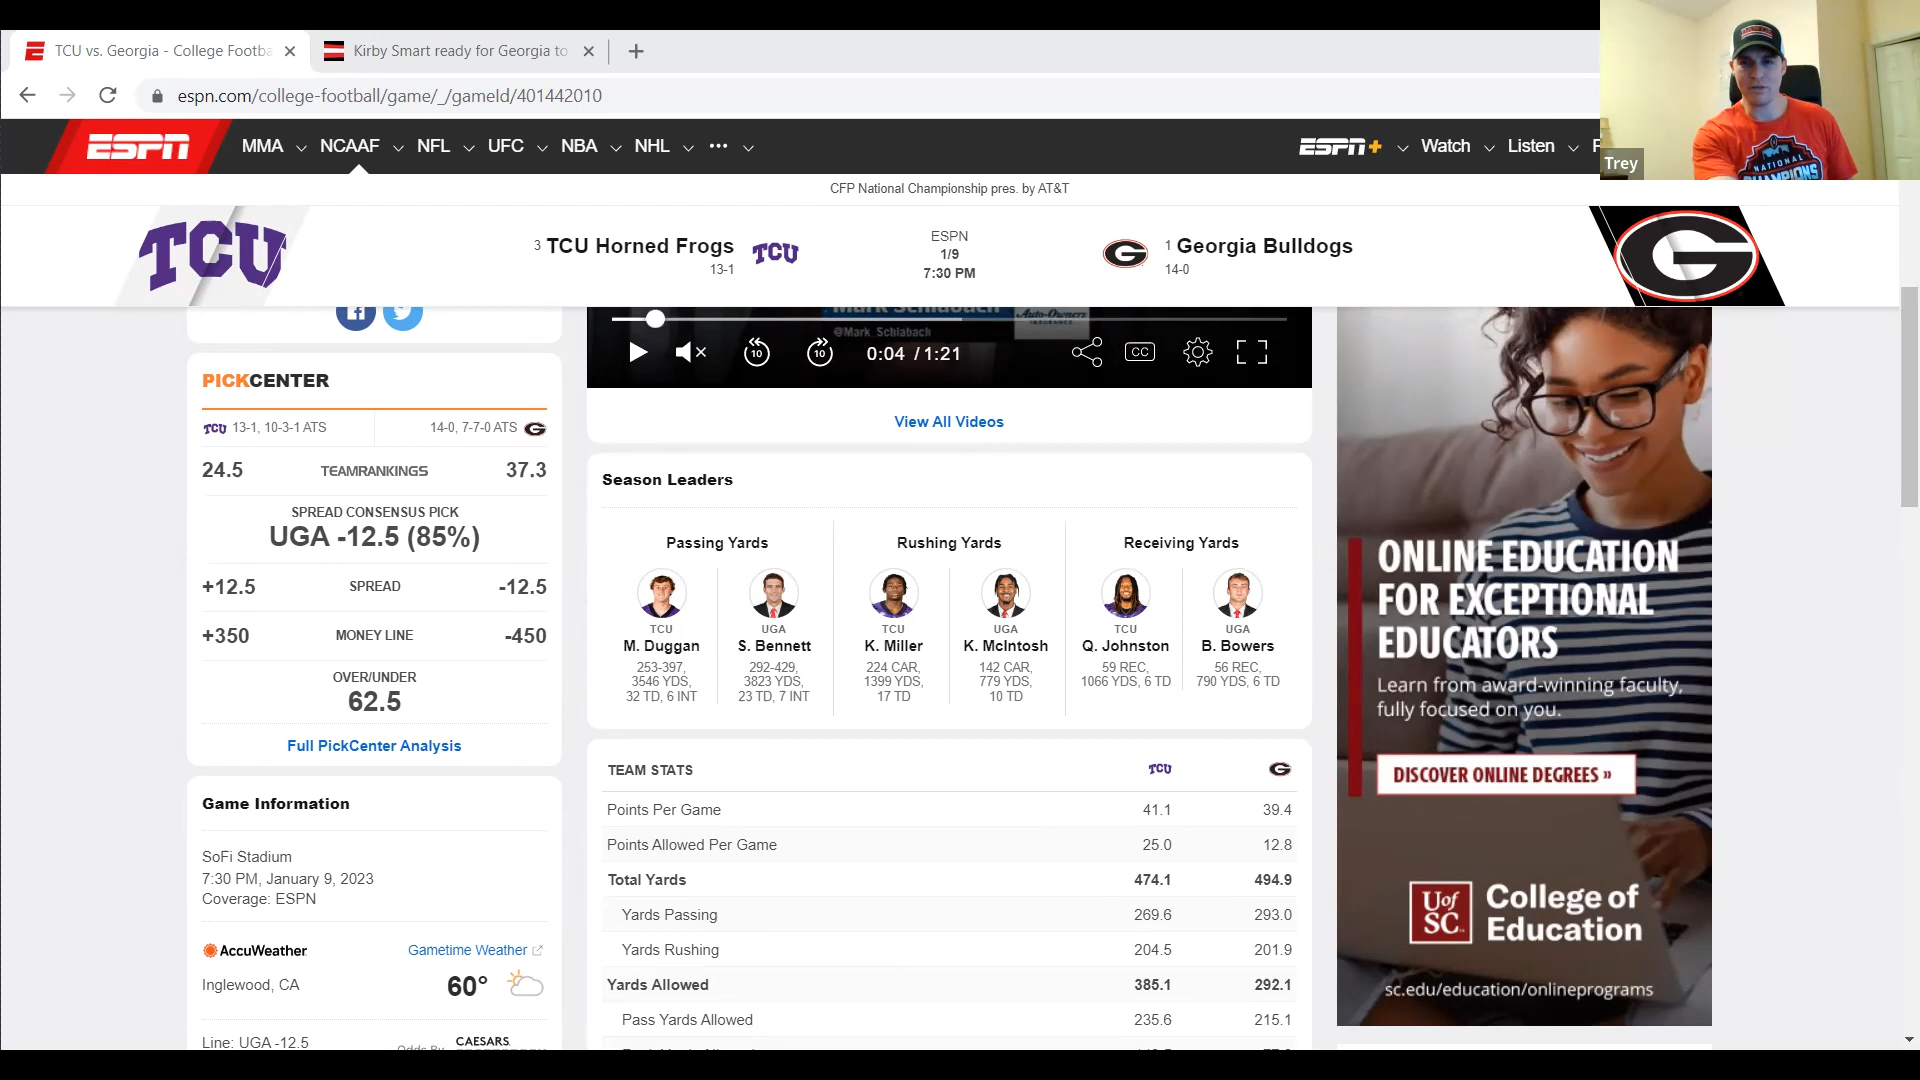 TCU vs. Georgia - College Footba
Kirby Smart ready for Georgia to
espn.com/college-football/game/_/gameId/401442010
ESPN
MMA
NCAAF
NFL
UFC
NBA
NHL
ESPN+
Watch
Listen
Trey
NATIONAL
CHAMPIONS
CFP National Championship pres. by AT&T
TCU
3 TCU Horned Frogs
13-1
TCU
ESPN
1/9
7:30 PM
G
1 Georgia Bulldogs
14-0
G
PICKCENTER
TCU 13-1, 10-3-1 ATS
14-0, 7-7-0 ATS G
24.5 TEAMRANKINGS 37.3
SPREAD CONSENSUS PICK
UGA -12.5 (85%)
+12.5 SPREAD -12.5
+350 MONEY LINE -450
OVER/UNDER
62.5
Full PickCenter Analysis
Game Information
SoFi Stadium
7:30 PM, January 9, 2023
Coverage: ESPN
AccuWeather
Gametime Weather
Inglewood, CA
60°
Line: UGA -12.5
Odds By
CAESARS
Mark Schlabach
@Mark_Schlabach
Auto-Owners
INSURANCE
10
10
0:04 / 1:21
CC
View All Videos
Season Leaders
Passing Yards
TCU
M. Duggan
253-397,
3546 YDS,
32 TD, 6 INT
UGA
S. Bennett
292-429,
3823 YDS,
23 TD, 7 INT
Rushing Yards
TCU
K. Miller
224 CAR,
1399 YDS,
17 TD
UGA
K. McIntosh
142 CAR,
779 YDS,
10 TD
Receiving Yards
TCU
Q. Johnston
59 REC,
1066 YDS, 6 TD
UGA
B. Bowers
56 REC,
790 YDS, 6 TD
TEAM STATS TCU G
Points Per Game 41.1 39.4
Points Allowed Per Game 25.0 12.8
Total Yards 474.1 494.9
Yards Passing 269.6 293.0
Yards Rushing 204.5 201.9
Yards Allowed 385.1 292.1
Pass Yards Allowed 235.6 215.1
ONLINE EDUCATION
FOR EXCEPTIONAL
EDUCATORS
Learn from award-winning faculty,
fully focused on you.
DISCOVER ONLINE DEGREES »
UofSC
College of
Education
sc.edu/education/onlineprograms